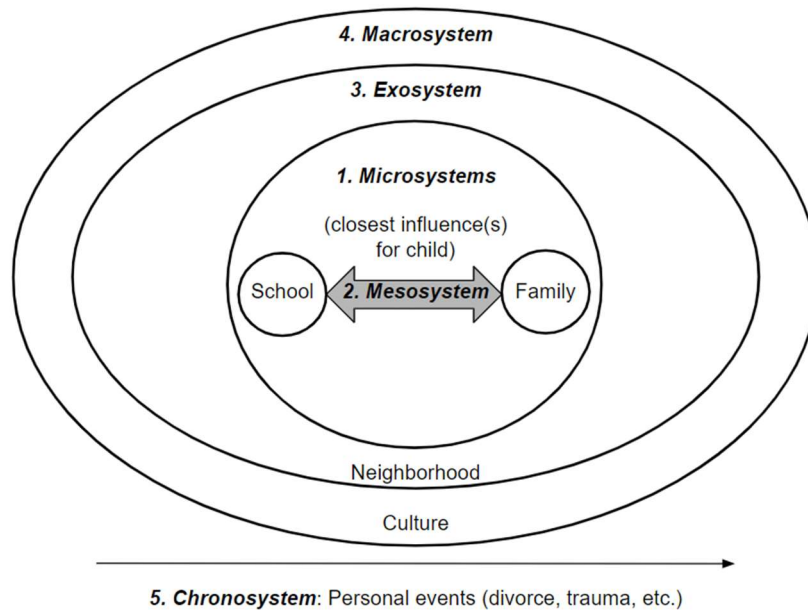 4. Macrosystem
3. Exosystem
1. Microsystems
(closest influence(s)
for child)
School
2. Mesosystem
Family
Neighborhood
Culture
5. Chronosystem: Personal events (divorce, trauma, etc.)